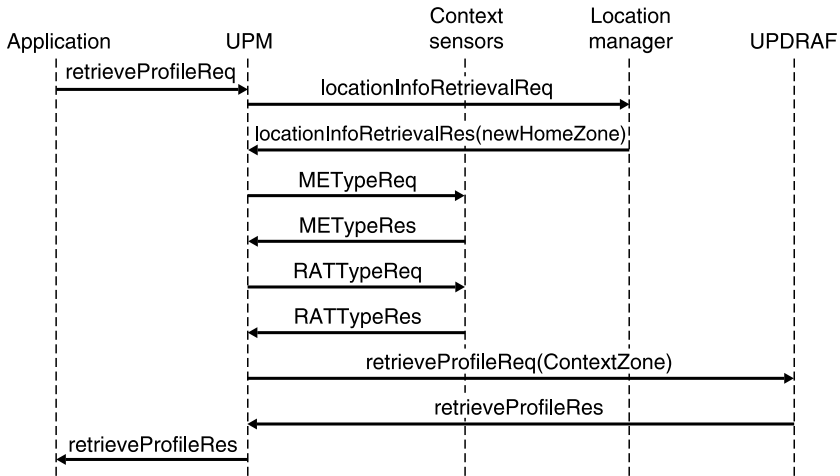 Application
UPM
Context
sensors
Location
manager
UPDRAF
retrieveProfileReq
locationInfoRetrievalReq
locationInfoRetrievalRes(newHomeZone)
METypeReq
METypeRes
RATTypeReq
RATTypeRes
retrieveProfileReq(ContextZone)
retrieveProfileRes
retrieveProfileRes